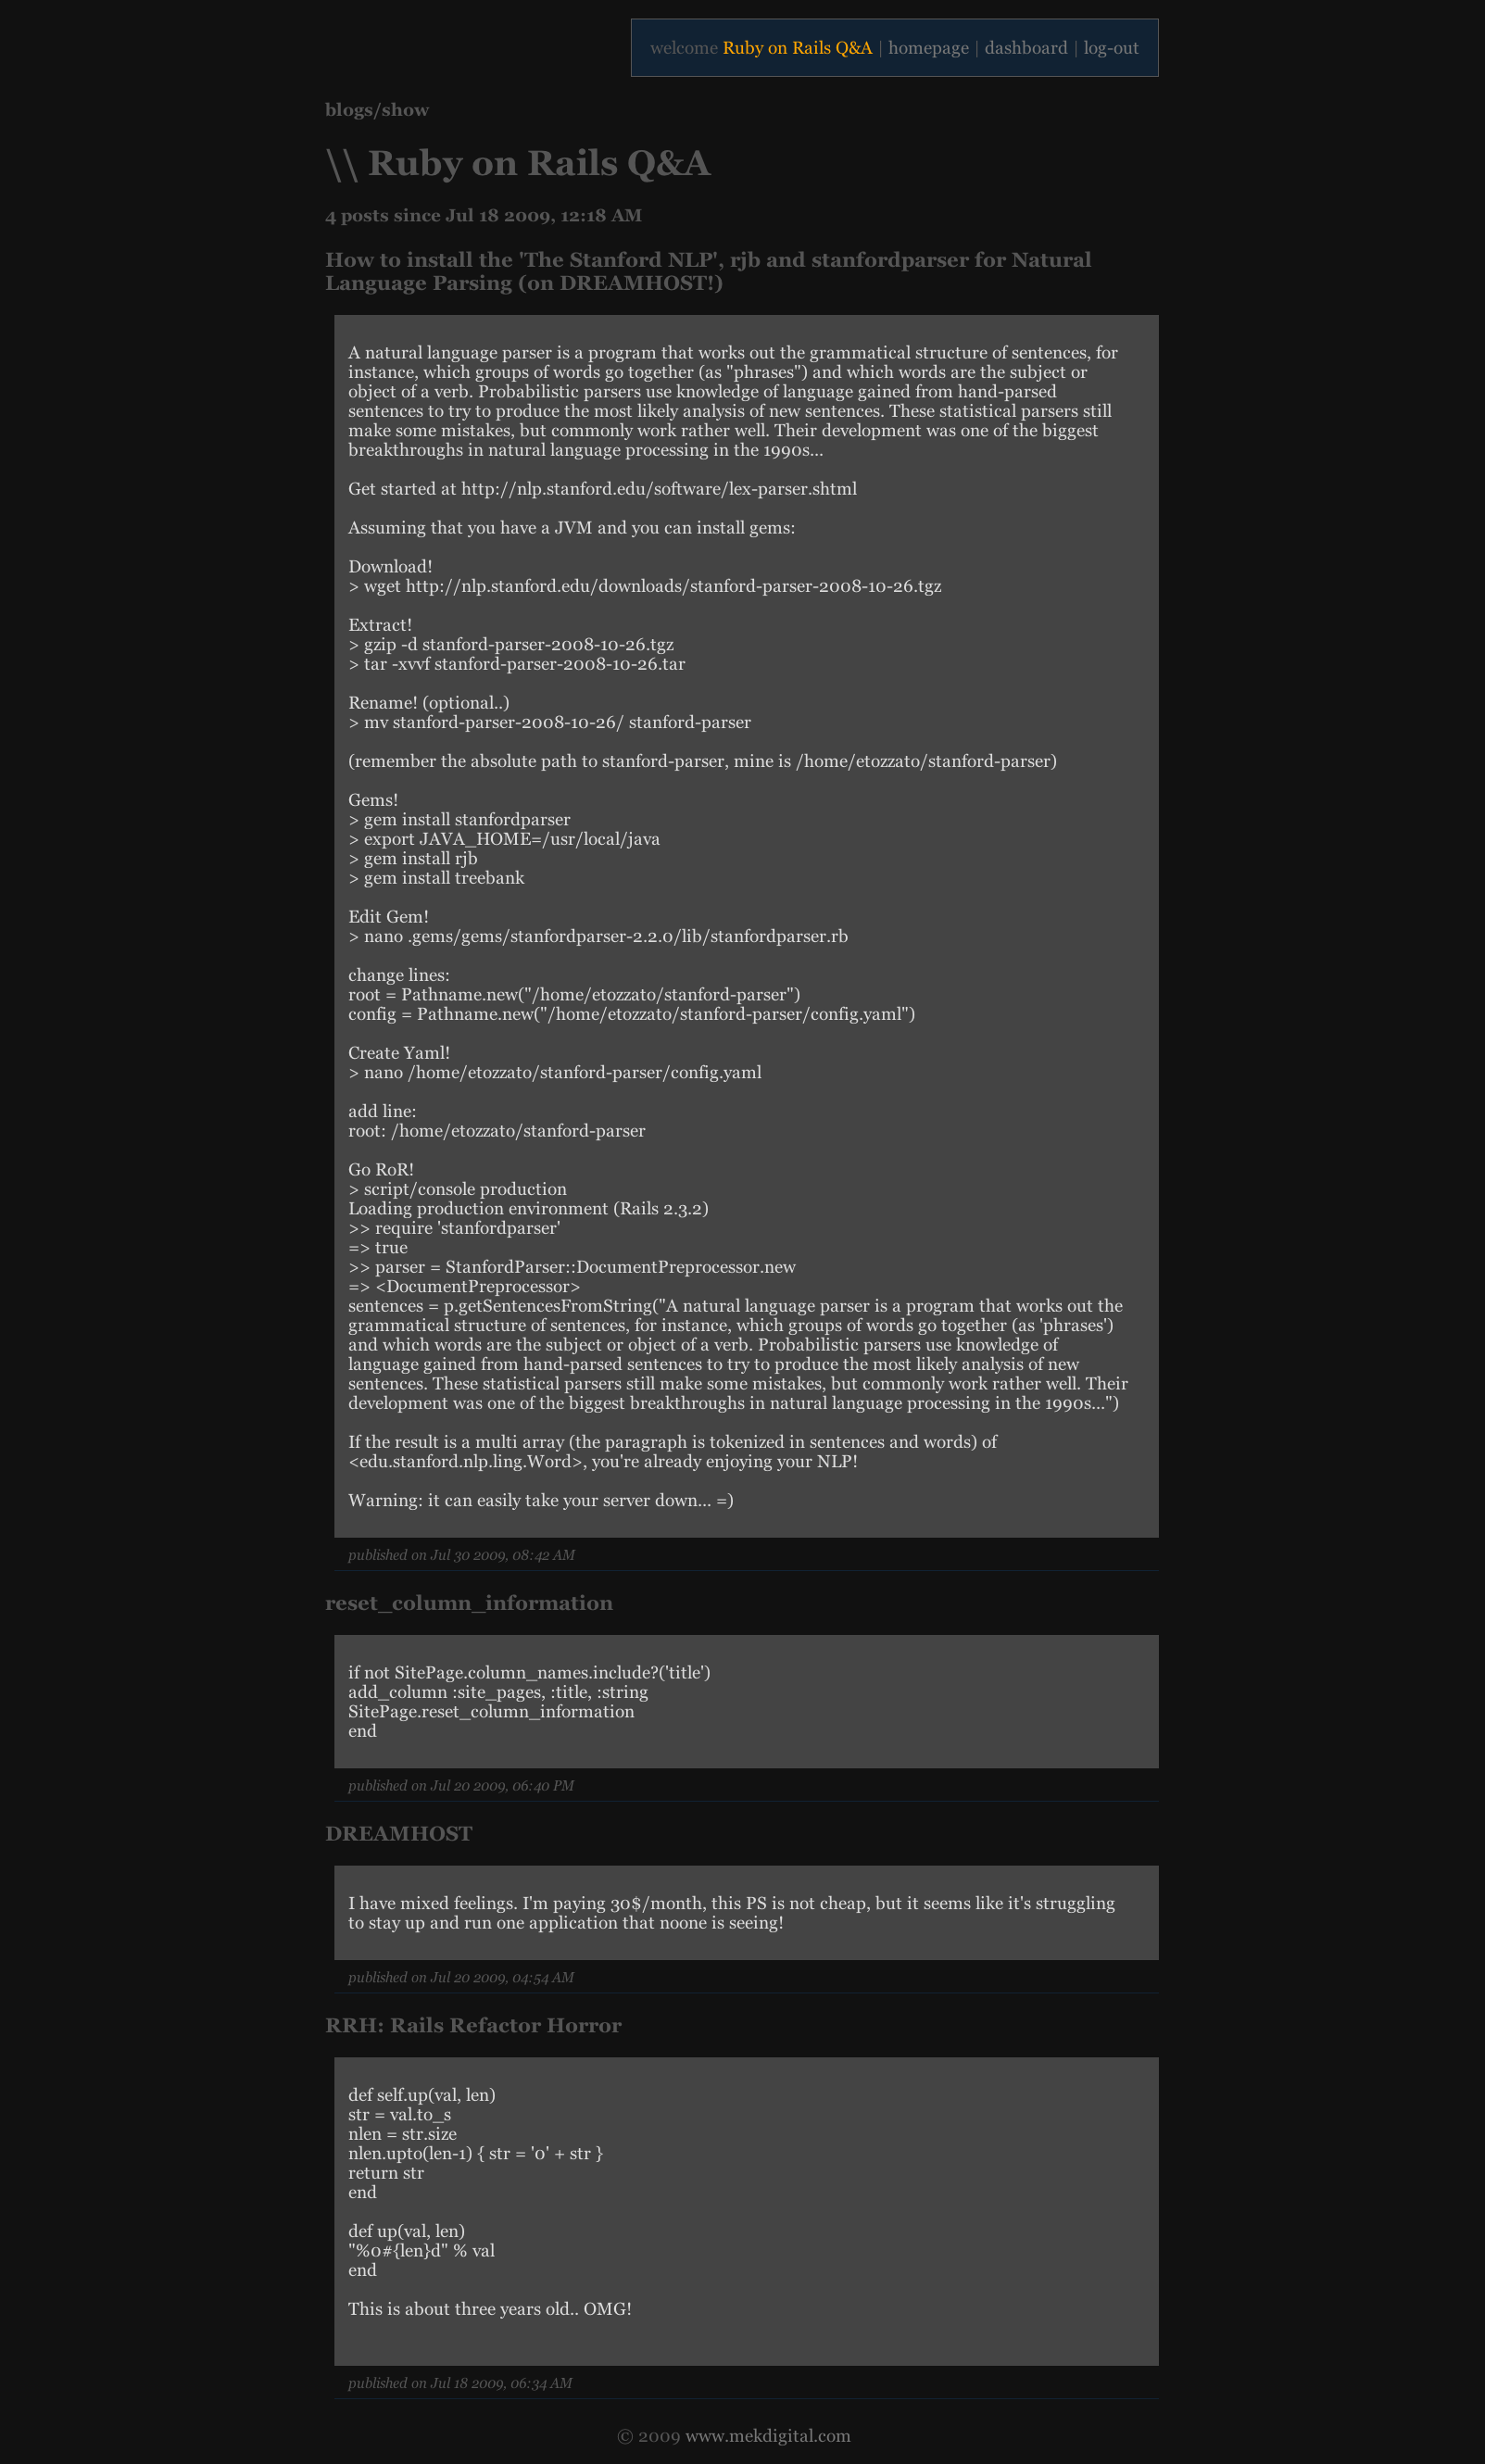 welcome Ruby on Rails Q&A | homepage | dashboard | log-out
blogs/show
\\ Ruby on Rails Q&A
4 posts since Jul 18 2009, 12:18 AM
How to install the 'The Stanford NLP', rjb and stanfordparser for Natural
Language Parsing (on DREAMHOST!)
A natural language parser is a program that works out the grammatical structure of sentences, for
instance, which groups of words go together (as "phrases") and which words are the subject or
object of a verb. Probabilistic parsers use knowledge of language gained from hand-parsed
sentences to try to produce the most likely analysis of new sentences. These statistical parsers still
make some mistakes, but commonly work rather well. Their development was one of the biggest
breakthroughs in natural language processing in the 1990s...
Get started at http://nlp.stanford.edu/software/lex-parser.shtml
Assuming that you have a JVM and you can install gems:
Download!
> wget http://nlp.stanford.edu/downloads/stanford-parser-2008-10-26.tgz
Extract!
> gzip -d stanford-parser-2008-10-26.tgz
> tar -xvvf stanford-parser-2008-10-26.tar
Rename! (optional..)
> mv stanford-parser-2008-10-26/ stanford-parser
(remember the absolute path to stanford-parser, mine is /home/etozzato/stanford-parser)
Gems!
> gem install stanfordparser
> export JAVA_HOME=/usr/local/java
> gem install rjb
> gem install treebank
Edit Gem!
> nano .gems/gems/stanfordparser-2.2.0/lib/stanfordparser.rb
change lines:
root = Pathname.new("/home/etozzato/stanford-parser")
config = Pathname.new("/home/etozzato/stanford-parser/config.yaml")
Create Yaml!
> nano /home/etozzato/stanford-parser/config.yaml
add line:
root: /home/etozzato/stanford-parser
Go RoR!
> script/console production
Loading production environment (Rails 2.3.2)
>> require 'stanfordparser'
=> true
>> parser = StanfordParser::DocumentPreprocessor.new
=> <DocumentPreprocessor>
sentences = p.getSentencesFromString("A natural language parser is a program that works out the
grammatical structure of sentences, for instance, which groups of words go together (as 'phrases')
and which words are the subject or object of a verb. Probabilistic parsers use knowledge of
language gained from hand-parsed sentences to try to produce the most likely analysis of new
sentences. These statistical parsers still make some mistakes, but commonly work rather well. Their
development was one of the biggest breakthroughs in natural language processing in the 1990s...")
If the result is a multi array (the paragraph is tokenized in sentences and words) of
<edu.stanford.nlp.ling.Word>, you're already enjoying your NLP!
Warning: it can easily take your server down... =)
published on Jul 30 2009, 08:42 AM
reset_column_information
if not SitePage.column_names.include?('title')
add_column :site_pages, :title, :string
SitePage.reset_column_information
end
published on Jul 20 2009, 06:40 PM
DREAMHOST
I have mixed feelings. I'm paying 30$/month, this PS is not cheap, but it seems like it's struggling
to stay up and run one application that noone is seeing!
published on Jul 20 2009, 04:54 AM
RRH: Rails Refactor Horror
def self.up(val, len)
str = val.to_s
nlen = str.size
nlen.upto(len-1) { str = '0' + str }
return str
end
def up(val, len)
"%0#{len}d" % val
end
This is about three years old.. OMG!
published on Jul 18 2009, 06:34 AM
© 2009 www.mekdigital.com